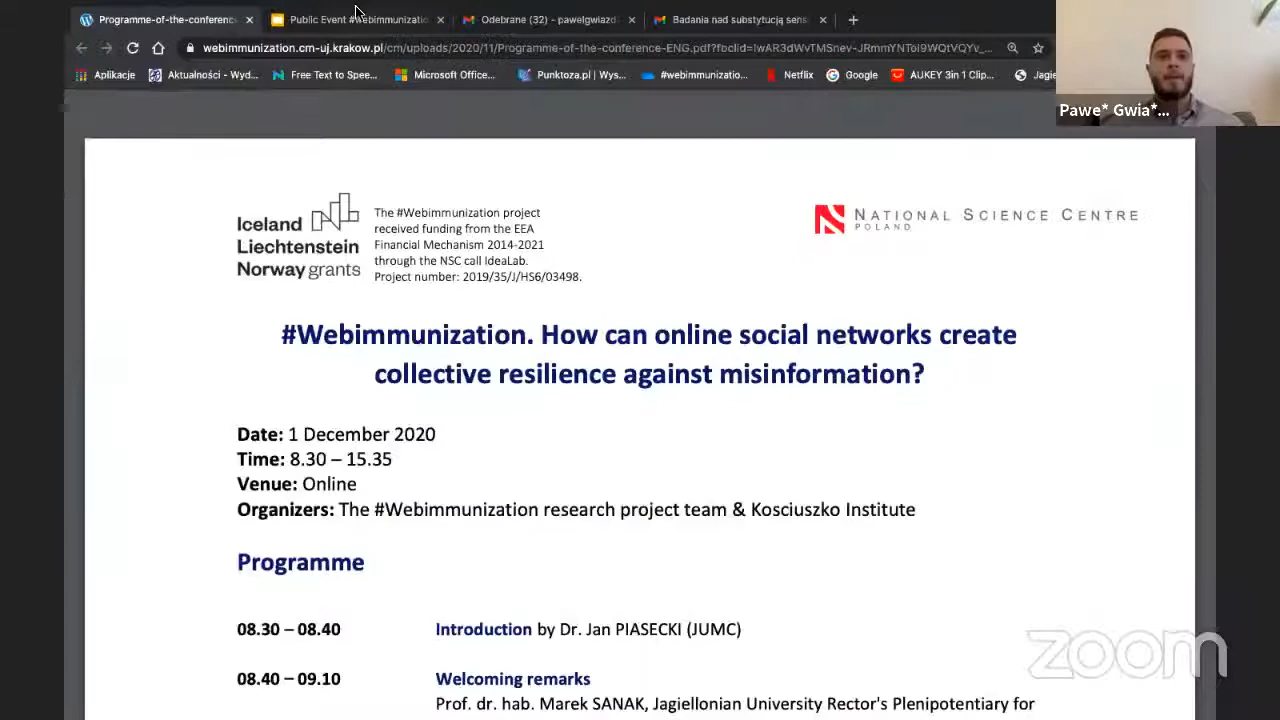 Programme-of-the-conference
Public Event #Webimmunizatio
Odebrane (32) - pawelgwiazd
Badania nad substytucją sens
webimmunization.cm-uj.krakow.pl/cm/uploads/2020/11/Programme-of-the-conference-ENG.pdf?fbclid=
Aplikacje
Aktualności - Wyd...
Free Text to Spee...
Microsoft Office...
Punktoza.pl | Wys...
#webimmunizatio...
Netflix
Google
AUKEY 3in 1 Clip...
Jagie
Pawe* Gwia*...
Iceland
Liechtenstein
Norway grants
The #Webimmunization project
received funding from the EEA
Financial Mechanism 2014-2021
through the NSC call IdeaLab.
Project number: 2019/35/J/HS6/03498.
NATIONAL SCIENCE CENTRE
POLAND
#Webimmunization. How can online social networks create
collective resilience against misinformation?
Date: 1 December 2020
Time: 8.30 – 15.35
Venue: Online
Organizers: The #Webimmunization research project team & Kosciuszko Institute
Programme
08.30 – 08.40 Introduction by Dr. Jan PIASECKI (JUMC)
08.40 – 09.10 Welcoming remarks
Prof. dr. hab. Marek SANAK, Jagiellonian University Rector's Plenipotentiary for
zoom